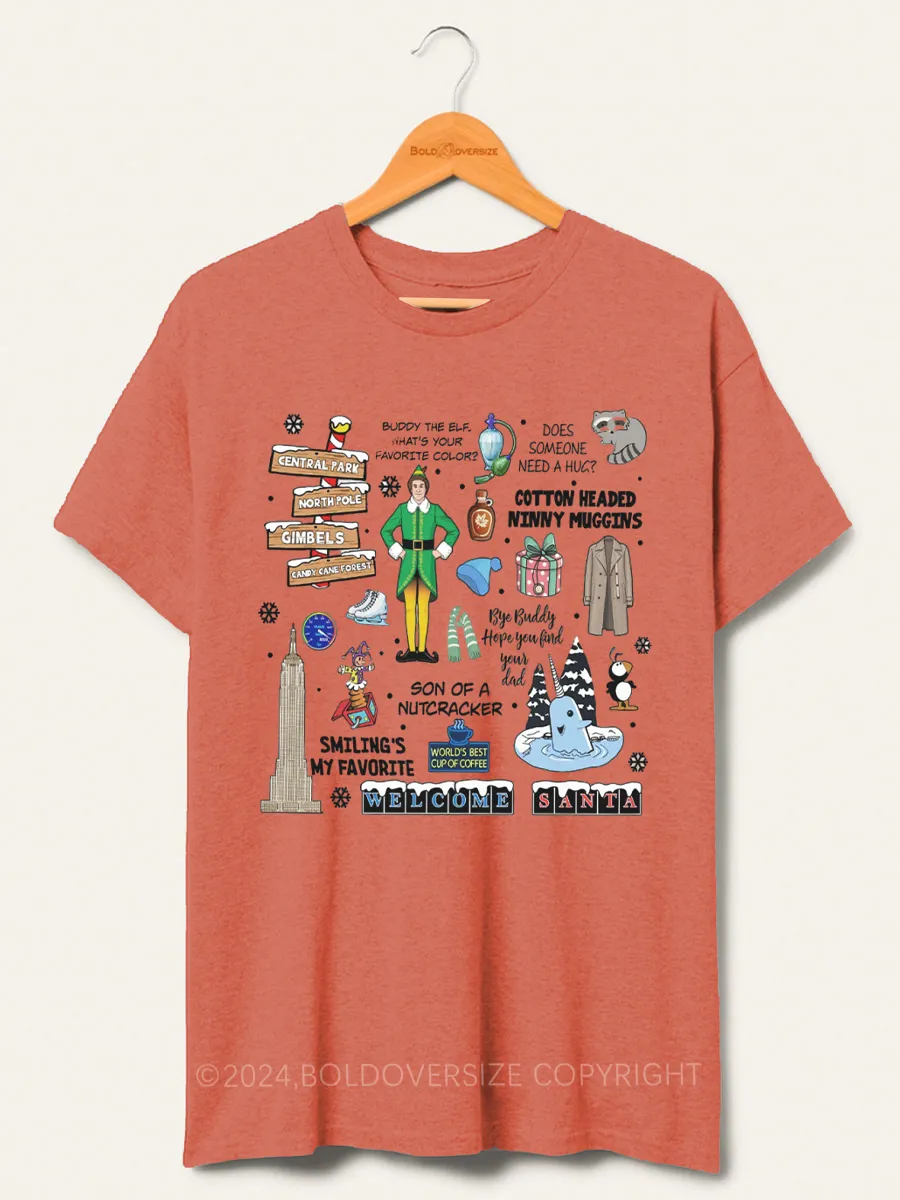 BOLD OVERSIZE
BUDDY THE ELF.
WHAT'S YOUR
FAVORITE COLOR?
DOES
SOMEONE
NEED A HUG?
CENTRAL PARK
NORTH POLE
GIMBELS
CANDY CANE FOREST
COTTON HEADED
NINNY MUGGINS
Bye Buddy
Hope you find
your
dad
SON OF A
NUTCRACKER
SMILING'S
MY FAVORITE
WORLD'S BEST
CUP OF COFFEE
WELCOME SANTA
©2024,BOLDOVERSIZE COPYRIGHT